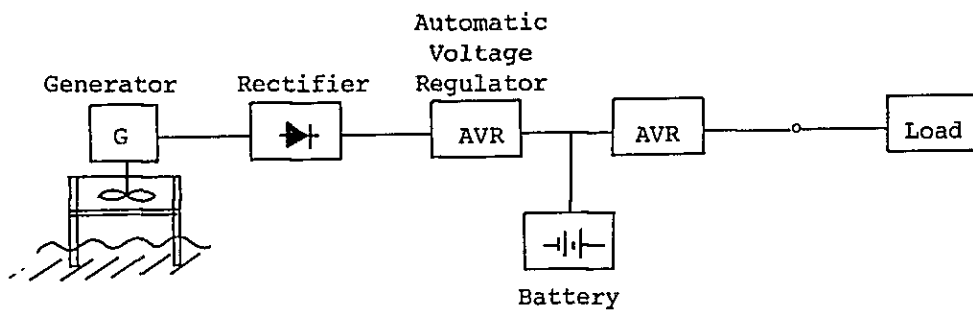 Automatic
Voltage
Generator Rectifier Regulator
G AVR AVR Load
Battery